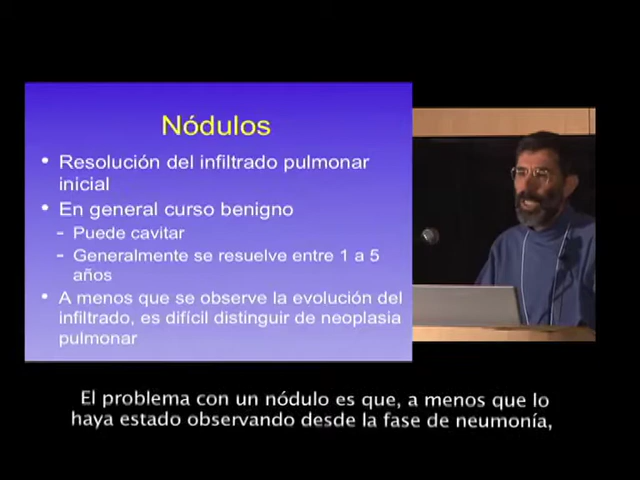 Nódulos
• Resolución del infiltrado pulmonar
inicial
• En general curso benigno
– Puede cavitar
– Generalmente se resuelve entre 1 a 5
años
• A menos que se observe la evolución del
infiltrado, es difícil distinguir de neoplasia
pulmonar
El problema con un nódulo es que, a menos que lo
haya estado observando desde la fase de neumonía,